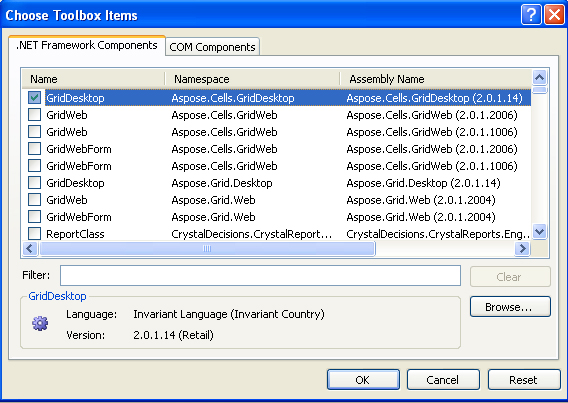 Choose Toolbox Items
.NET Framework Components COM Components
Name Namespace Assembly Name
GridDesktop Aspose.Cells.GridDesktop Aspose.Cells.GridDesktop (2.0.1.14)
GridWeb Aspose.Cells.GridWeb Aspose.Cells.GridWeb (2.0.1.2006)
GridWeb Aspose.Cells.GridWeb Aspose.Cells.GridWeb (2.0.1.1006)
GridWebForm Aspose.Cells.GridWeb Aspose.Cells.GridWeb (2.0.1.2006)
GridWebForm Aspose.Cells.GridWeb Aspose.Cells.GridWeb (2.0.1.1006)
GridDesktop Aspose.Grid.Desktop Aspose.Grid.Desktop (2.0.1.14)
GridWeb Aspose.Grid.Web Aspose.Grid.Web (2.0.1.2004)
GridWebForm Aspose.Grid.Web Aspose.Grid.Web (2.0.1.2004)
ReportClass CrystalDecisions.CrystalReport... CrystalDecisions.CrystalReports.Eng...
Filter: Clear
GridDesktop
Browse...
Language: Invariant Language (Invariant Country)
Version: 2.0.1.14 (Retail)
OK Cancel Reset